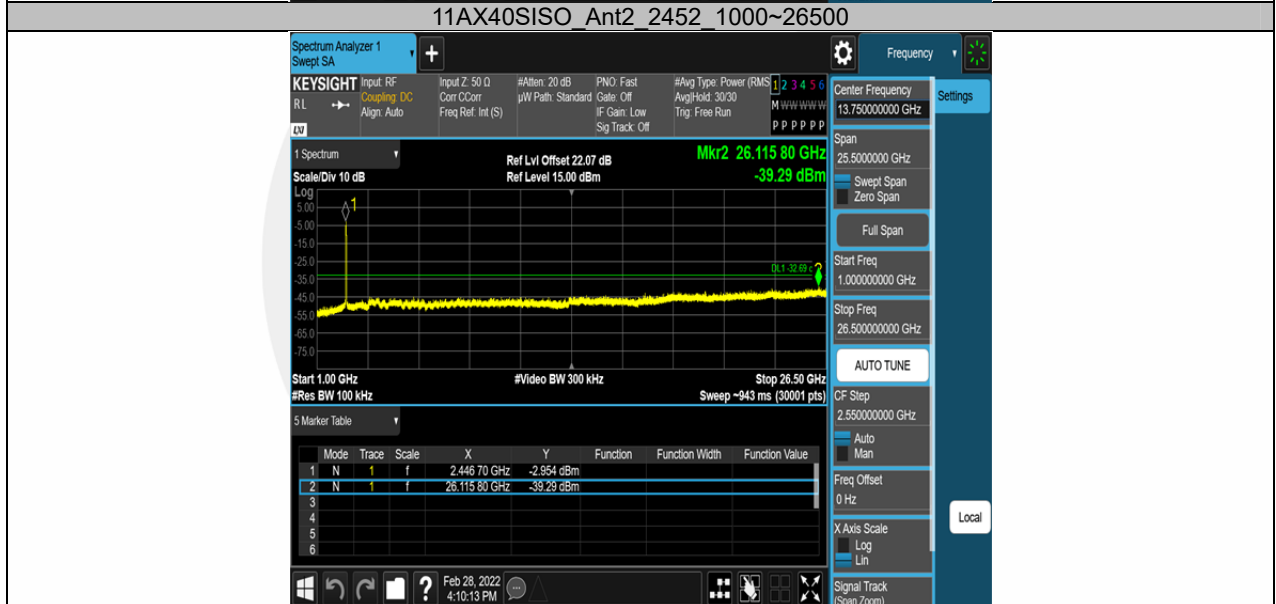 11AX40SISO_Ant2_2452_1000~26500
Spectrum Analyzer 1
Swept SA
+
Frequency
KEYSIGHT
RL
LXI
Input: RF
Coupling: DC
Align: Auto
Input Z: 50 Ω
Corr CCorr
Freq Ref: Int (S)
#Atten: 20 dB
µW Path: Standard
PNO: Fast
Gate: Off
IF Gain: Low
Sig Track: Off
#Avg Type: Power (RMS
Avg|Hold: 30/30
Trig: Free Run
1 2 3 4 5 6
M W W W W W
P P P P P P
Center Frequency
13.750000000 GHz
Settings
1 Spectrum
Scale/Div 10 dB
Ref Lvl Offset 22.07 dB
Ref Level 15.00 dBm
Mkr2 26.115 80 GHz
-39.29 dBm
Span
25.5000000 GHz
Swept Span
Zero Span
Full Span
Log
5.00
-5.00
-15.0
-25.0
-35.0
-45.0
-55.0
-65.0
-75.0
1
DL1 -32.69
Start Freq
1.000000000 GHz
Stop Freq
26.500000000 GHz
AUTO TUNE
Start 1.00 GHz
#Res BW 100 kHz
#Video BW 300 kHz
Stop 26.50 GHz
Sweep ~943 ms (30001 pts)
CF Step
2.550000000 GHz
Auto
Man
5 Marker Table
Mode Trace Scale X Y Function Function Width Function Value
1 N 1 f 2.446 70 GHz -2.954 dBm
2 N 1 f 26.115 80 GHz -39.29 dBm
3
4
5
6
Freq Offset
0 Hz
X Axis Scale
Log
Lin
Local
Signal Track
(Span Zoom)
?
Feb 28, 2022
4:10:13 PM